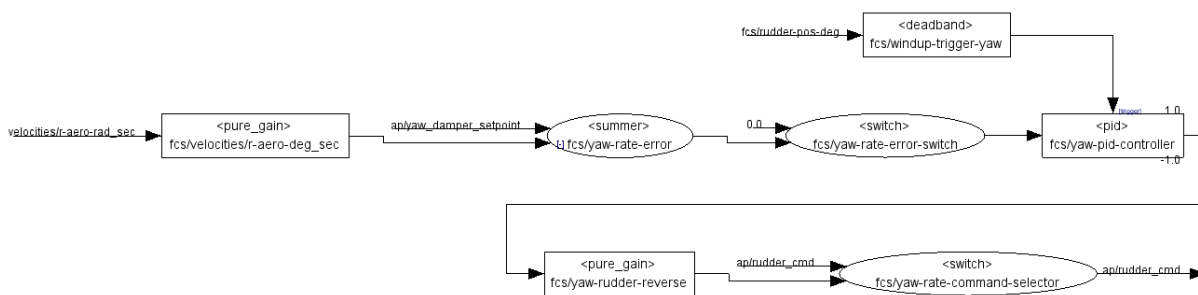 <deadband>
fcs/rudder-pos-deg
fcs/windup-trigger-yaw
[trigger]
1.0
velocities/r-aero-rad_sec
<pure_gain>
fcs/velocities/r-aero-deg_sec
ap/yaw_damper_setpoint
<summer>
[-] fcs/yaw-rate-error
0.0
<switch>
fcs/yaw-rate-error-switch
<pid>
fcs/yaw-pid-controller
-1.0
<pure_gain>
fcs/yaw-rudder-reverse
ap/rudder_cmd
<switch>
fcs/yaw-rate-command-selector
ap/rudder_cmd